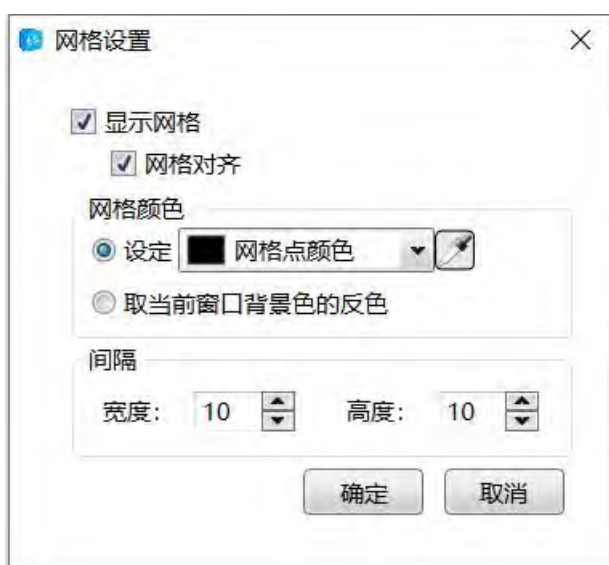 网格设置
显示网格
网格对齐
网格颜色
设定 网格点颜色
取当前窗口背景色的反色
间隔
宽度: 10 高度: 10
确定 取消